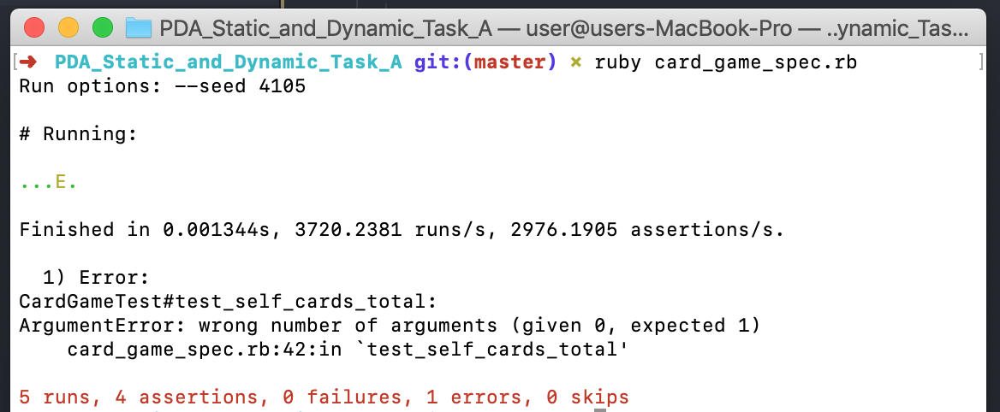 PDA_Static_and_Dynamic_Task_A — user@users-MacBook-Pro — ..ynamic_Tas...
[➜  PDA_Static_and_Dynamic_Task_A git:(master) ✗ ruby card_game_spec.rb ]
Run options: --seed 4105
# Running:
...E.
Finished in 0.001344s, 3720.2381 runs/s, 2976.1905 assertions/s.
  1) Error:
CardGameTest#test_self_cards_total:
ArgumentError: wrong number of arguments (given 0, expected 1)
    card_game_spec.rb:42:in `test_self_cards_total'
5 runs, 4 assertions, 0 failures, 1 errors, 0 skips